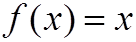 f(x) = x